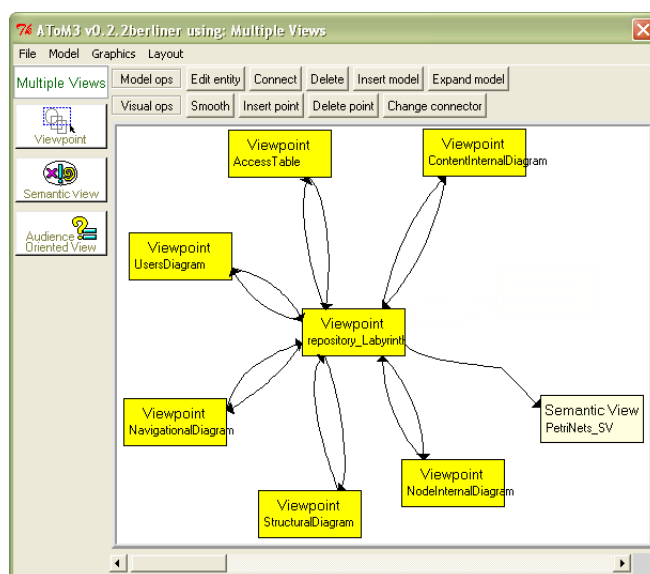 AToM3 v0.2.2berliner using: Multiple Views
File Model Graphics Layout
Multiple Views
Model ops Edit entity Connect Delete Insert model Expand model
Visual ops Smooth Insert point Delete point Change connector
Viewpoint
Semantic View
Audience
Oriented View
Viewpoint
AccessTable
Viewpoint
ContentInternalDiagram
Viewpoint
UsersDiagram
Viewpoint
repository_Labyrinth
Viewpoint
NavigationalDiagram
Semantic View
PetriNets_SV
Viewpoint
NodeInternalDiagram
Viewpoint
StructuralDiagram